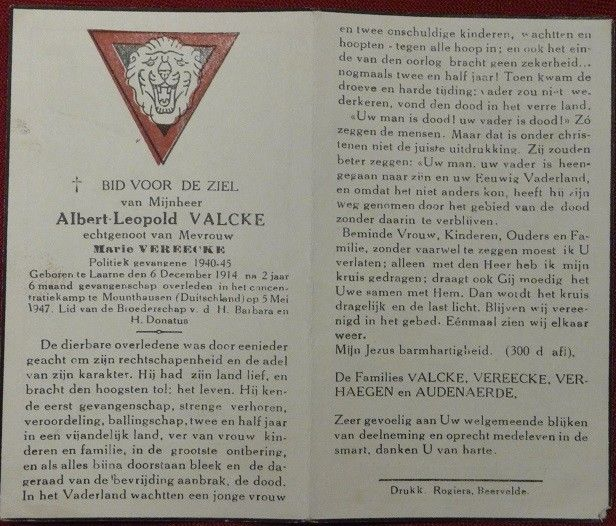 † BID VOOR DE ZIEL
van Mijnheer
Albert-Leopold VALCKE
echtgenoot van Mevrouw
Marie VEREECKE
Politiek gevangene 1940-45
Geboren te Laarne den 6 December 1914 na 2 jaar
6 maand gevangenschap overleden in het concen-
tratiekamp te Mounthausen (Duitschland) op 5 Mei
1947. Lid van de Broederschap v. d H. Barbara en
H. Donatus
De dierbare overledene was door eenieder
geacht om zijn rechtschapenheid en de adel
van zijn karakter. Hij had zijn land lief, en
bracht den hoogsten tol: het leven. Hij ken-
de eerst gevangenschap, strenge verhoren,
veroordeling, ballingschap, twee en half jaar
in een vijandelijk land, ver van vrouw kin-
deren en familie, in de grootste ontbering,
en als alles bijna doorstaan bleek en de da-
geraad van de bevrijding aanbrak, de dood.
In het Vaderland wachtten een jonge vrouw
en twee onschuldige kinderen, wachtten en
hoopten - tegen alle hoop in; en ook het ein-
de van den oorlog bracht geen zekerheid...
nogmaals twee en half jaar! Toen kwam de
droeve en harde tijding: vader zou niet we-
derkeren, vond den dood in het verre land.
«Uw man is dood! uw vader is dood!» Zó
zeggen de mensen. Maar dat is onder chris-
tenen niet de juiste uitdrukking. Zij zouden
beter zeggen: «Uw man, uw vader is heen-
gegaan naar zijn en uw Eeuwig Vaderland,
en omdat het niet anders kon, heeft hij zijn
weg genomen door het gebied van de dood
zonder daarin te verblijven.
Beminde Vrouw, Kinderen, Ouders en Fa-
milie, zonder vaarwel te zeggen moest ik U
verlaten; alleen met den Heer heb ik mijn
kruis gedragen; draagt ook Gij moedig het
Uwe samen met Hem. Dan wordt het kruis
dragelijk en de last licht. Blijven wij veree-
nigd in het gebed. Eénmaal zien wij elkaar
weer.
Mijn Jezus barmhartigheid. (300 d afl.)
De Families VALCKE, VEREECKE, VER-
HAEGEN en AUDENAERDE,
Zeer gevoelig aan Uw welgemeende blijken
van deelneming en oprecht medeleven in de
smart, danken U van harte.
Drukk. Rogiers, Beervelde.